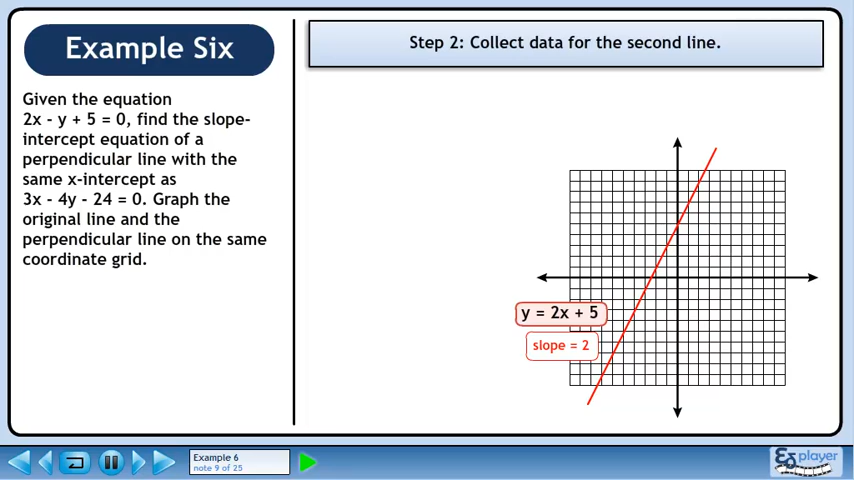 Example Six
Step 2: Collect data for the second line.
Given the equation
2x - y + 5 = 0, find the slope-
intercept equation of a
perpendicular line with the
same x-intercept as
3x - 4y - 24 = 0. Graph the
original line and the
perpendicular line on the same
coordinate grid.
y = 2x + 5
slope = 2
Example 6
note 9 of 25
player